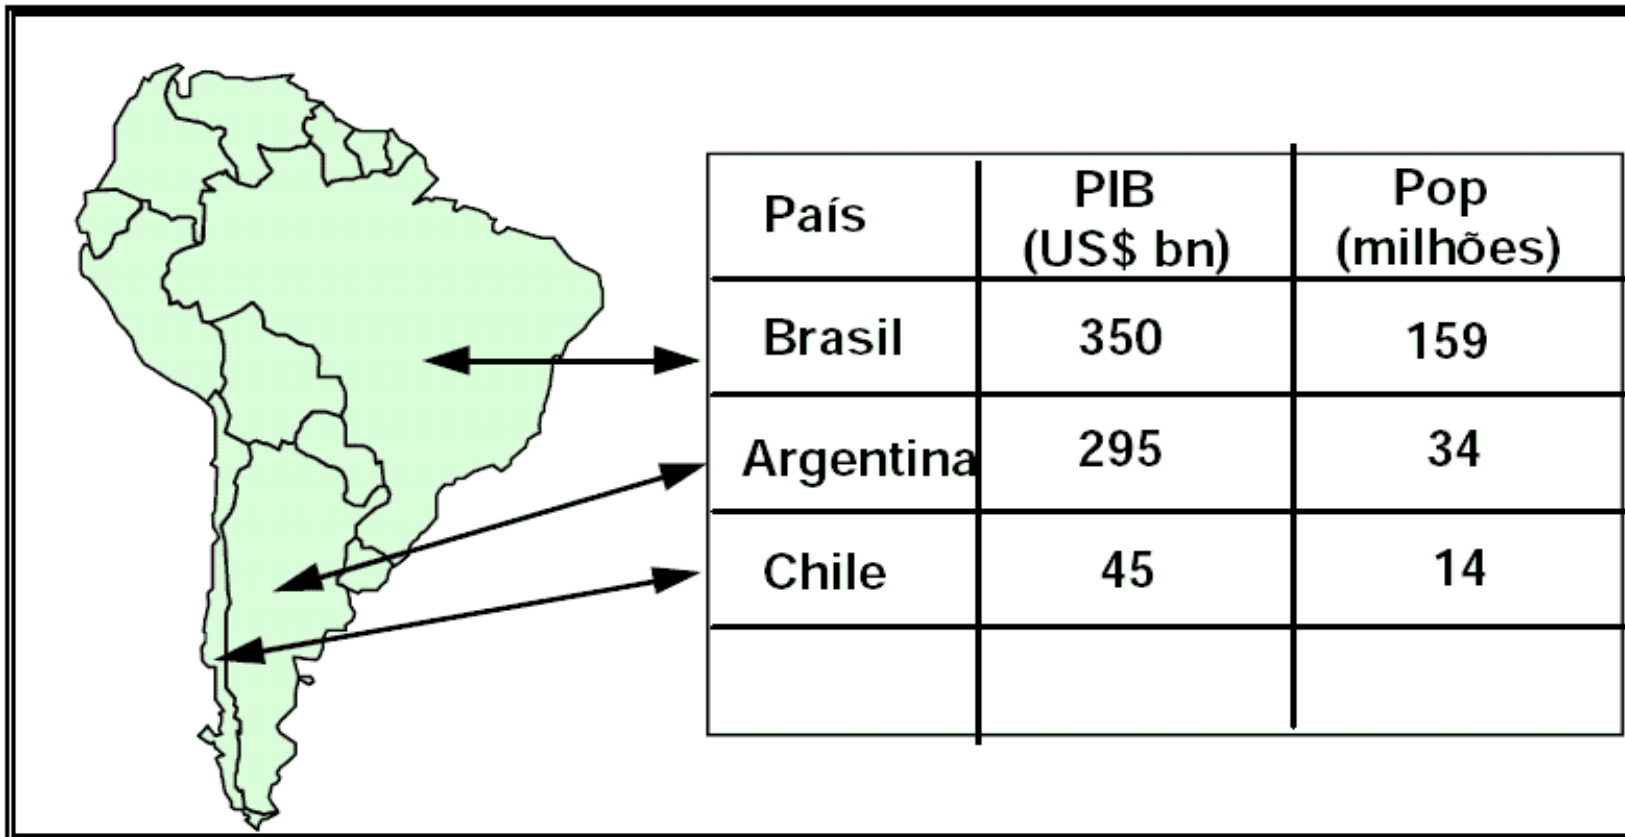 País PIB (US$ bn) Pop (milhões)
Brasil 350 159
Argentina 295 34
Chile 45 14